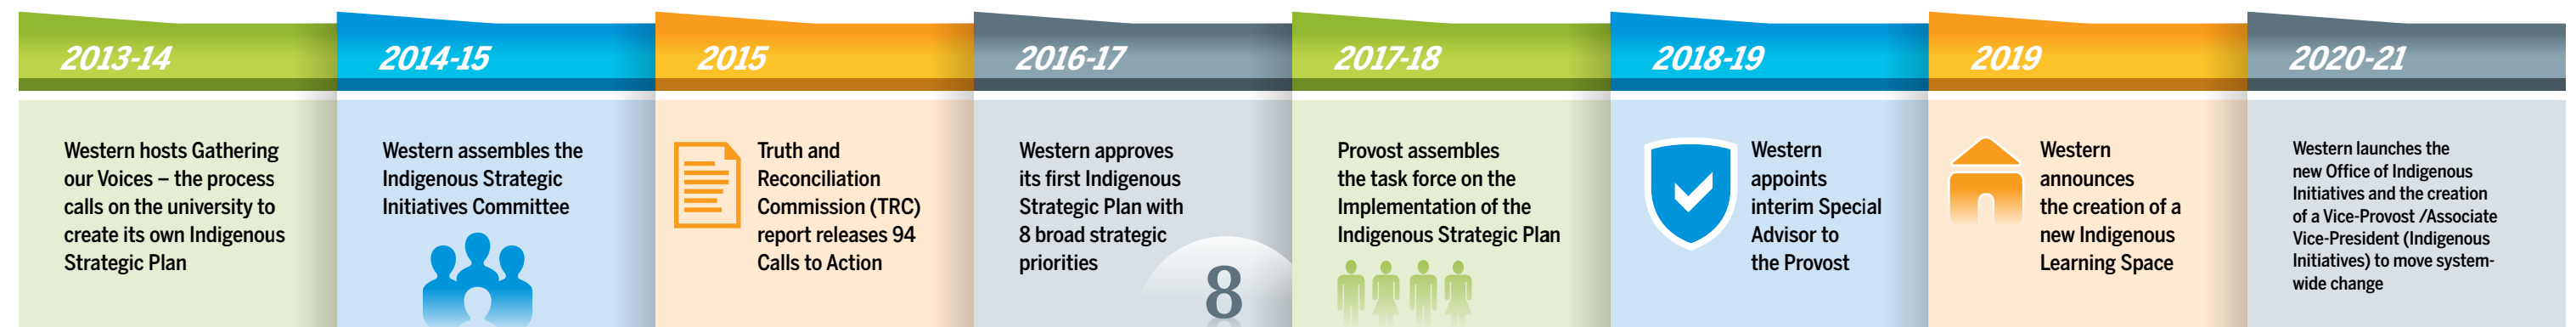 2013-14
Western hosts Gathering
our Voices – the process
calls on the university to
create its own Indigenous
Strategic Plan
2014-15
Western assembles the
Indigenous Strategic
Initiatives Committee
2015
Truth and
Reconciliation
Commission (TRC)
report releases 94
Calls to Action
2016-17
Western approves
its first Indigenous
Strategic Plan with
8 broad strategic
priorities
8
2017-18
Provost assembles
the task force on the
Implementation of the
Indigenous Strategic Plan
2018-19
Western
appoints
interim Special
Advisor to
the Provost
2019
Western
announces
the creation of a
new Indigenous
Learning Space
2020-21
Western launches the
new Office of Indigenous
Initiatives and the creation
of a Vice-Provost /Associate
Vice-President (Indigenous
Initiatives) to move system-
wide change